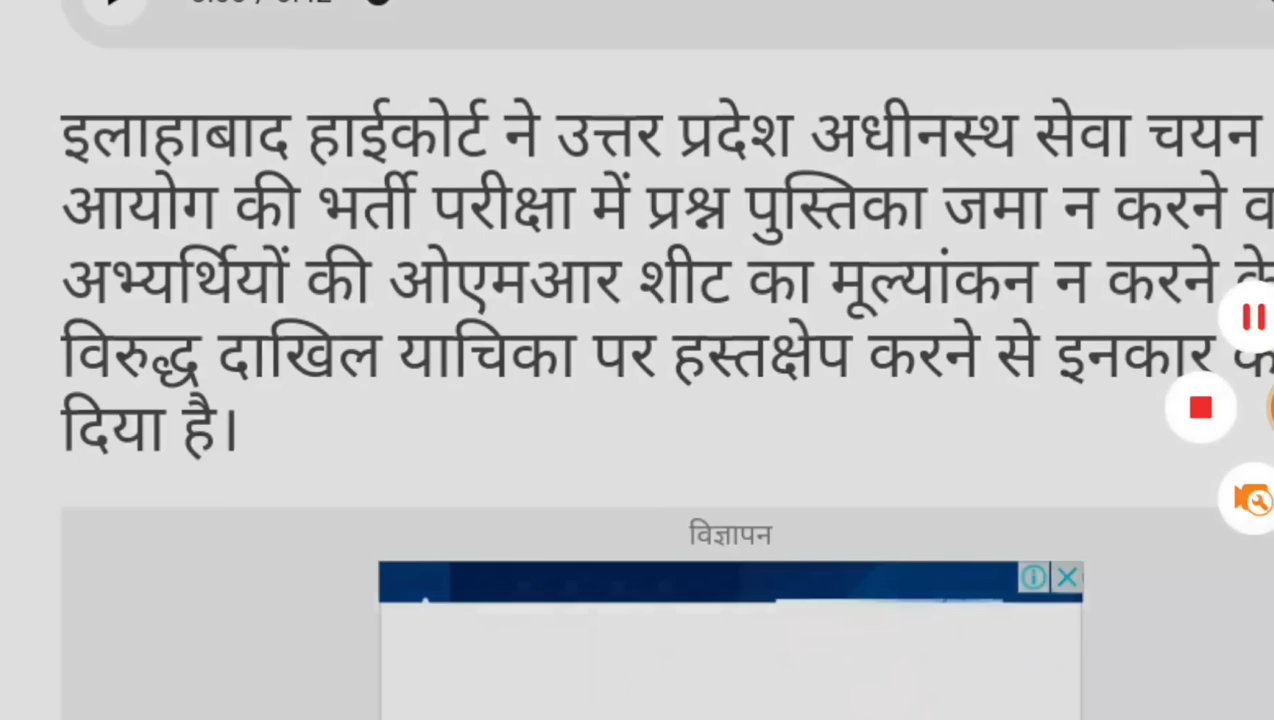 इलाहाबाद हाईकोर्ट ने उत्तर प्रदेश अधीनस्थ सेवा चयन
आयोग की भर्ती परीक्षा में प्रश्न पुस्तिका जमा न करने
अभ्यर्थियों की ओएमआर शीट का मूल्यांकन न करने के
विरुद्ध दाखिल याचिका पर हस्तक्षेप करने से इनकार
दिया है।
विज्ञापन